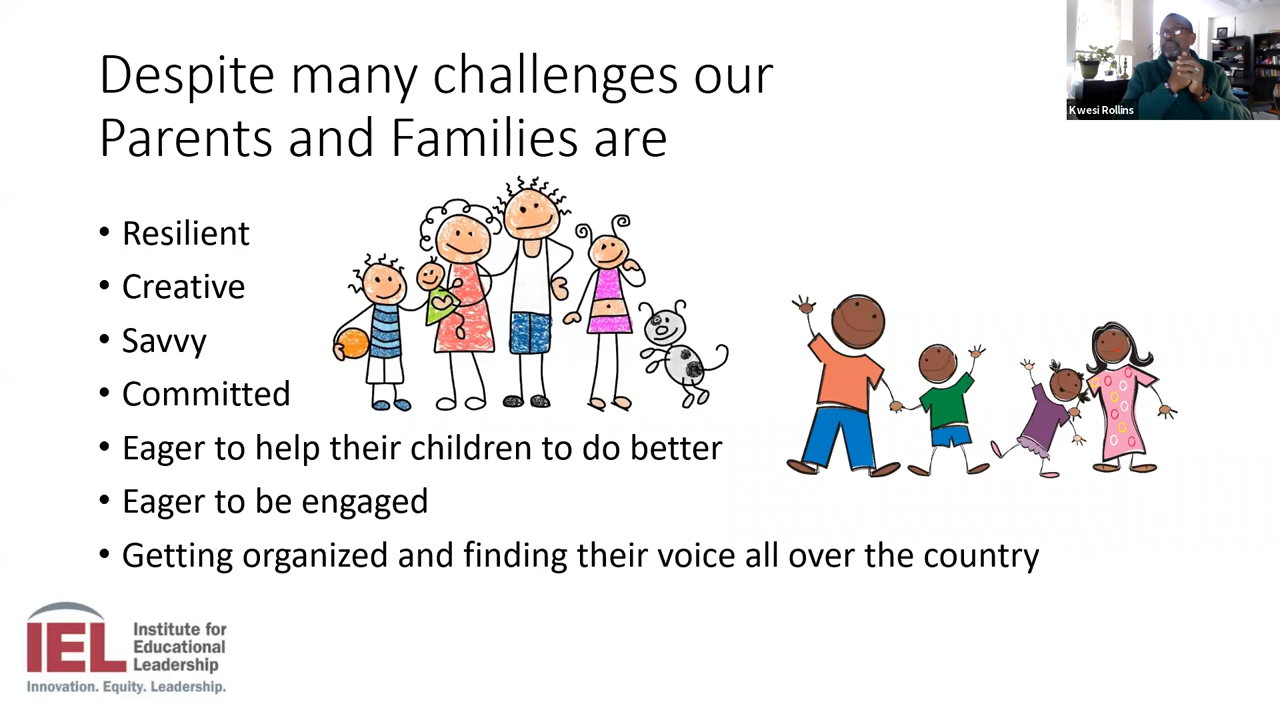 Despite many challenges our
Parents and Families are
Kwesi Rollins
• Resilient
• Creative
• Savvy
• Committed
• Eager to help their children to do better
• Eager to be engaged
• Getting organized and finding their voice all over the country
IEL
Institute for
Educational
Leadership
Innovation. Equity. Leadership.